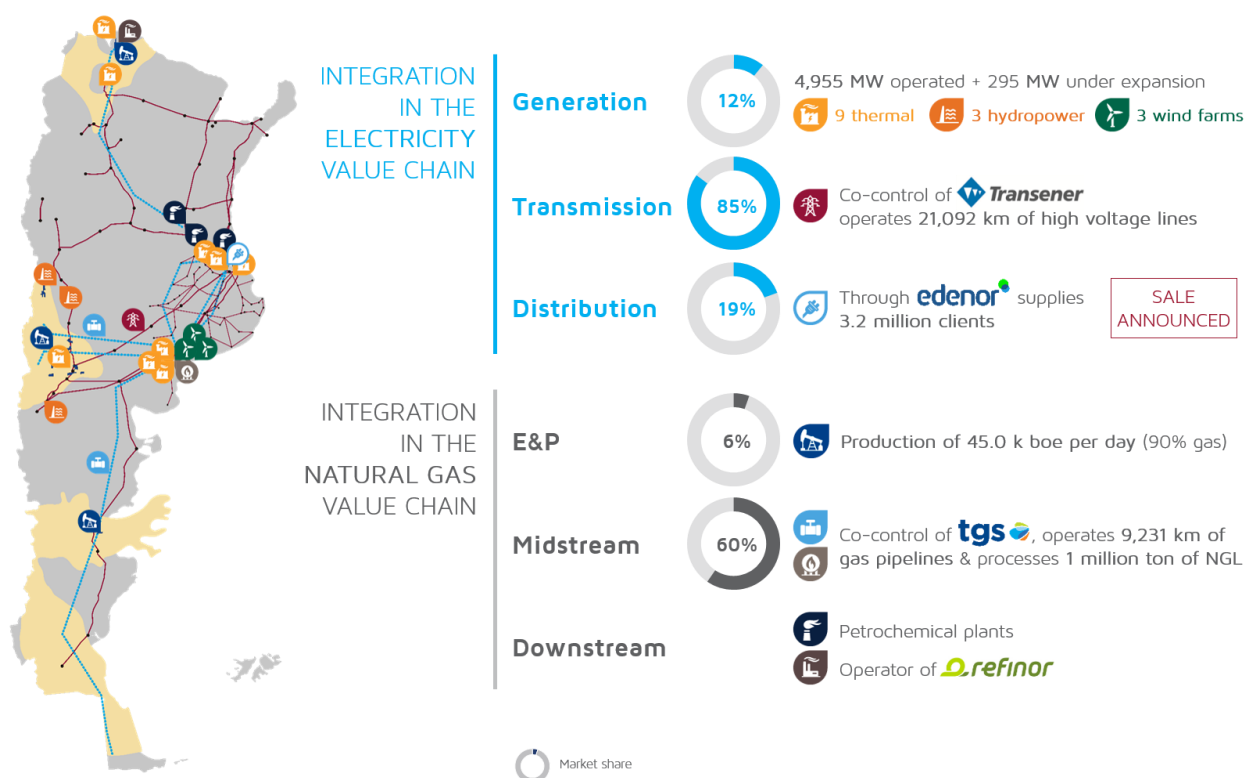 INTEGRATION
IN THE
ELECTRICITY
VALUE CHAIN
Generation
12%
4,955 MW operated + 295 MW under expansion
9 thermal
3 hydropower
3 wind farms
Transmission
85%
Co-control of Transener
operates 21,092 km of high voltage lines
Distribution
19%
Through edenor supplies
3.2 million clients
SALE
ANNOUNCED
INTEGRATION
IN THE
NATURAL GAS
VALUE CHAIN
E&P
6%
Production of 45.0 k boe per day (90% gas)
Midstream
60%
Co-control of tgs, operates 9,231 km of
gas pipelines & processes 1 million ton of NGL
Downstream
Petrochemical plants
Operator of refinor
Market share